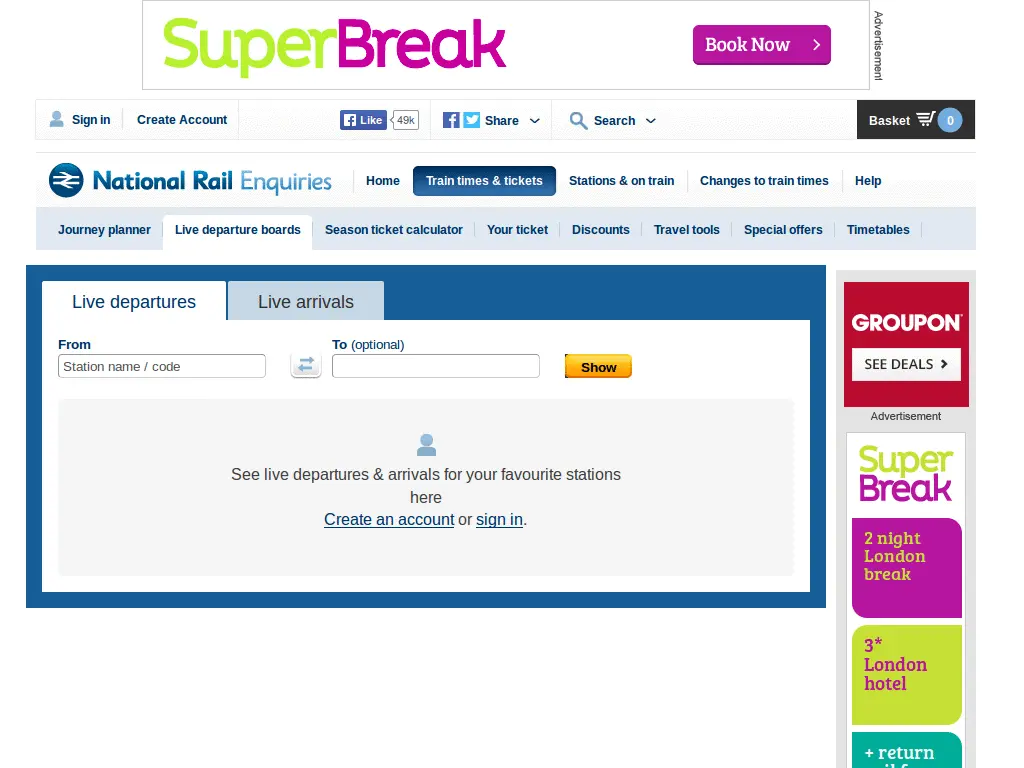 SuperBreak
Book Now
Advertisement
Sign in
Create Account
Like
49k
Share
Search
Basket 0
National Rail Enquiries
Home
Train times & tickets
Stations & on train
Changes to train times
Help
Journey planner
Live departure boards
Season ticket calculator
Your ticket
Discounts
Travel tools
Special offers
Timetables
Live departures
Live arrivals
From
To (optional)
Station name / code
Show
See live departures & arrivals for your favourite stations
here
Create an account or sign in.
GROUPON
SEE DEALS
Advertisement
Super
Break
2 night
London
break
3*
London
hotel
+ return